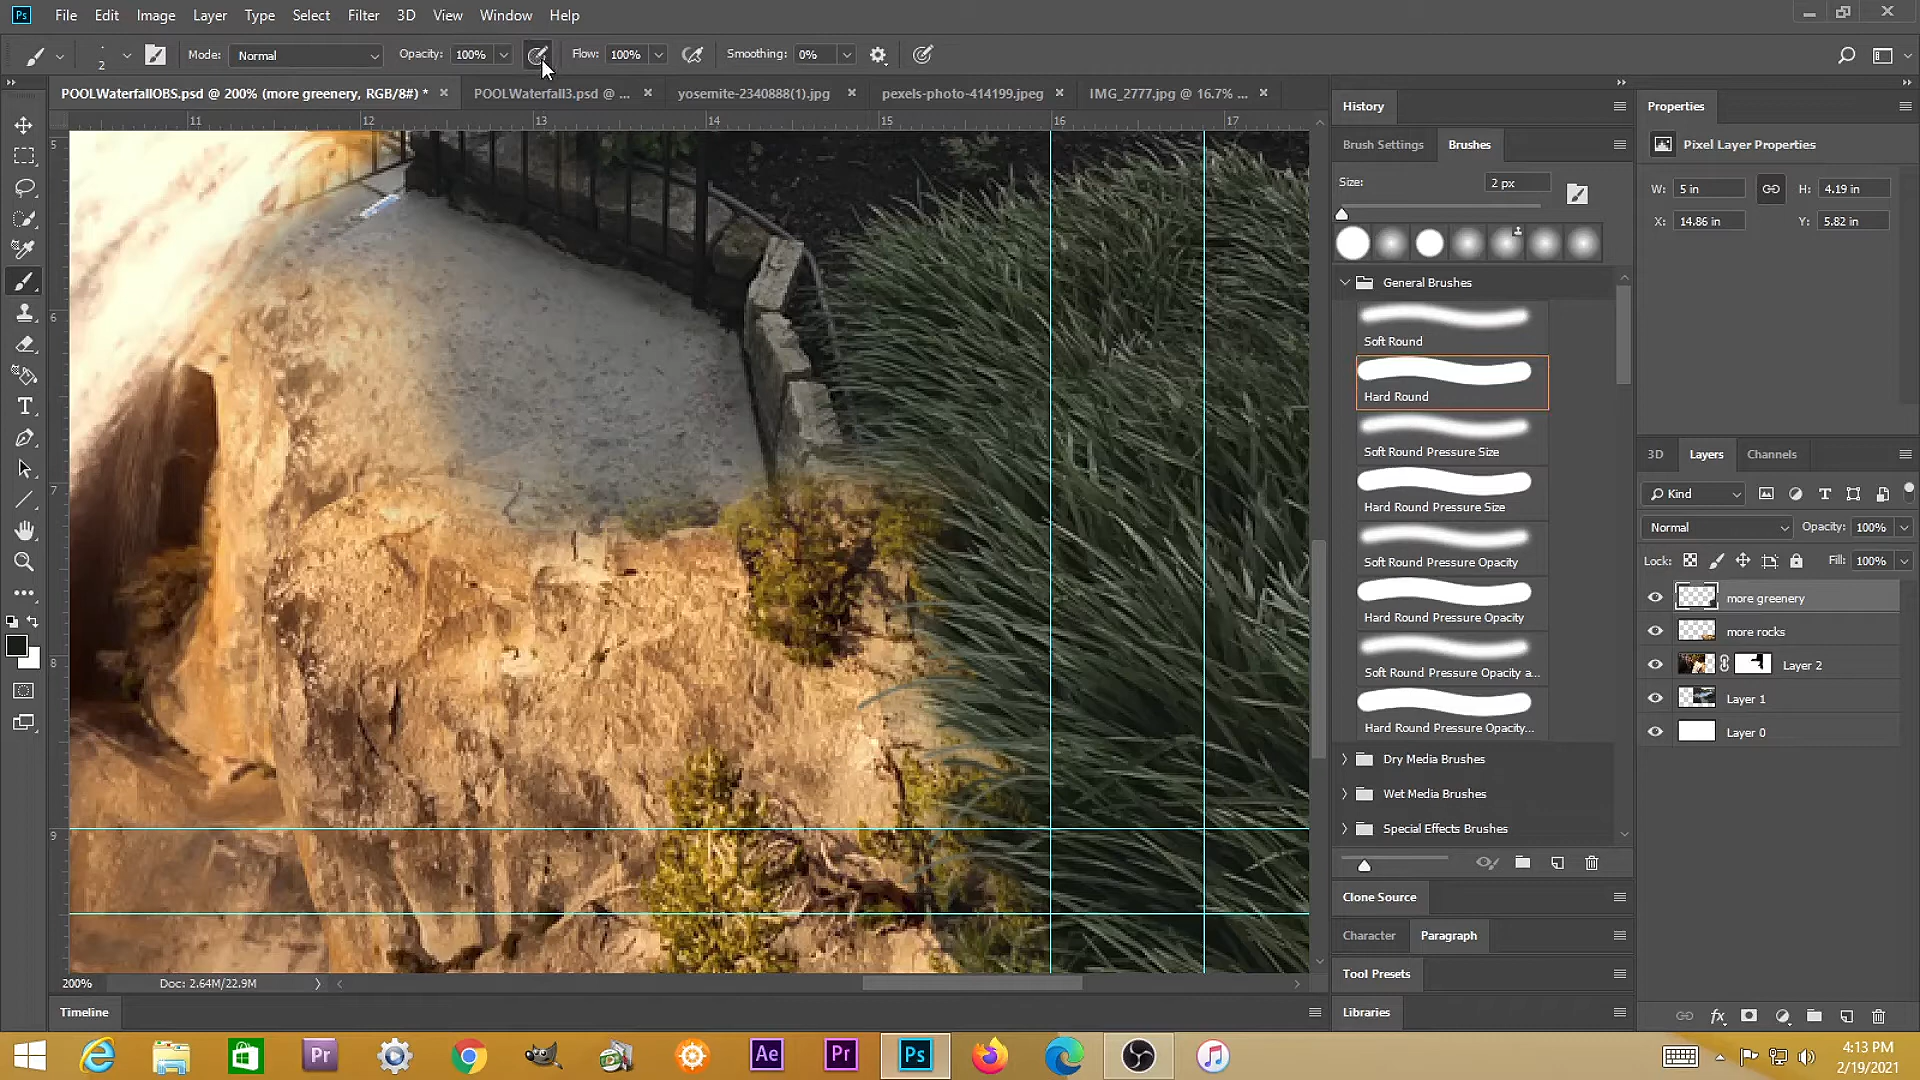 Ps File Edit Image Layer Type Select Filter 3D View Window Help
2 Mode: Normal Opacity: 100% Flow: 100% Smoothing: 0%
POOLWaterfallOBS.psd @ 200% (more greenery, RGB/8#) * POOLWaterfall3.psd @ ... yosemite-2340888(1).jpg pexels-photo-414199.jpeg IMG_2777.jpg @ 16.7% ...
11 12 13 14 15 16 17
5
6
7
8
9
200% Doc: 2.64M/22.9M
Timeline
History
Brush Settings Brushes
Size: 2 px
General Brushes
Soft Round
Hard Round
Soft Round Pressure Size
Hard Round Pressure Size
Soft Round Pressure Opacity
Hard Round Pressure Opacity
Soft Round Pressure Opacity a...
Hard Round Pressure Opacity...
Dry Media Brushes
Wet Media Brushes
Special Effects Brushes
Clone Source
Character Paragraph
Tool Presets
Libraries
Properties
Pixel Layer Properties
W: 5 in H: 4.19 in
X: 14.86 in Y: 5.82 in
3D Layers Channels
Kind
Normal Opacity: 100%
Lock: Fill: 100%
more greenery
more rocks
Layer 2
Layer 1
Layer 0
Pr Ae Pr Ps
4:13 PM
2/19/2021